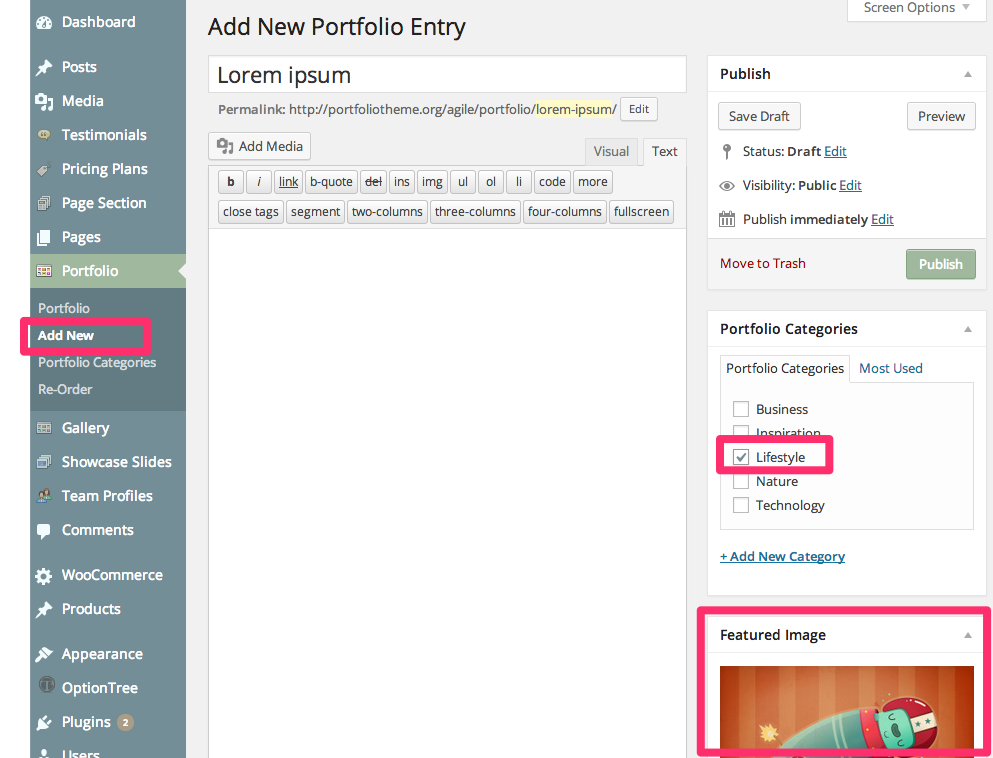 Dashboard
Posts
Media
Testimonials
Pricing Plans
Page Section
Pages
Portfolio
Portfolio
Add New
Portfolio Categories
Re-Order
Gallery
Showcase Slides
Team Profiles
Comments
WooCommerce
Products
Appearance
OptionTree
Plugins 2
Users
Screen Options
Add New Portfolio Entry
Lorem ipsum
Permalink: http://portfoliotheme.org/agile/portfolio/lorem-ipsum/ Edit
Add Media
Visual Text
b i link b-quote del ins img ul ol li code more
close tags segment two-columns three-columns four-columns fullscreen
Publish
Save Draft Preview
Status: Draft Edit
Visibility: Public Edit
Publish immediately Edit
Move to Trash Publish
Portfolio Categories
Portfolio Categories Most Used
Business
Inspiration
Lifestyle
Nature
Technology
+ Add New Category
Featured Image